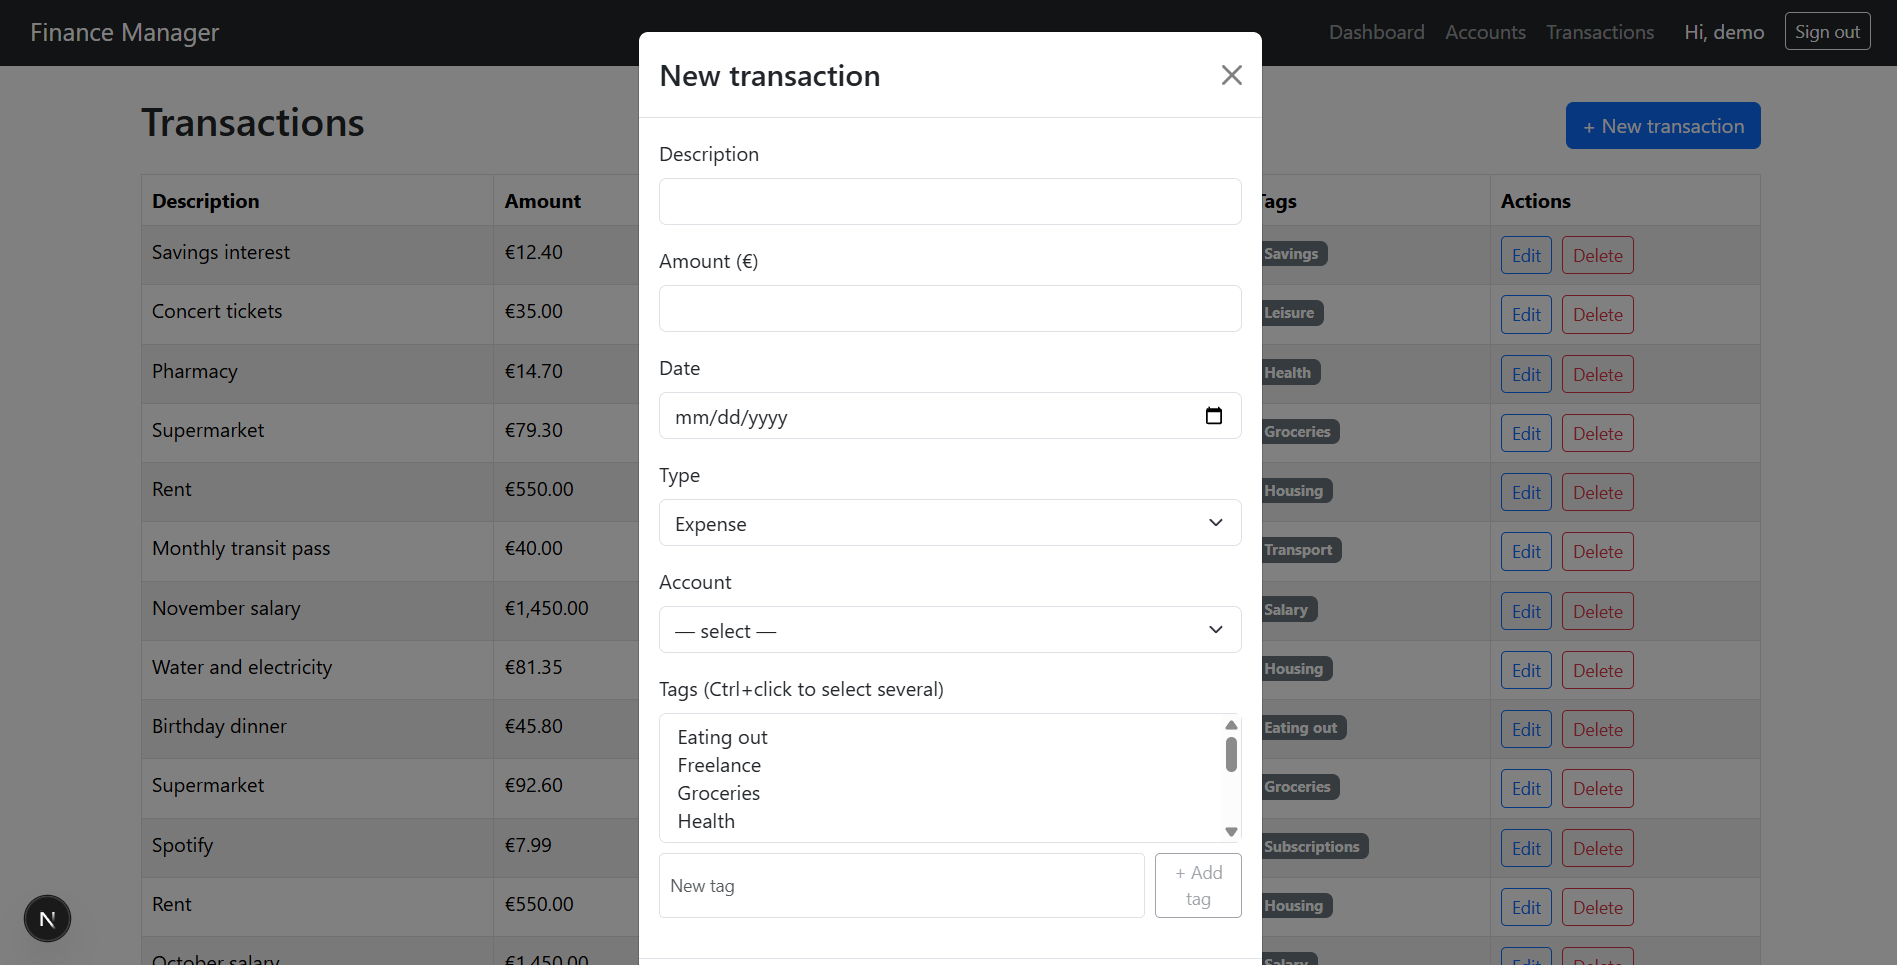 Finance Manager
Dashboard Accounts Transactions Hi, demo Sign out
Transactions
+ New transaction
New transaction
Description
Amount (€)
Date
mm/dd/yyyy
Type
Expense
Account
— select —
Tags (Ctrl+click to select several)
Eating out
Freelance
Groceries
Health
New tag
+ Add
tag
Description Amount Tags Actions
Savings interest €12.40 Savings Edit Delete
Concert tickets €35.00 Leisure Edit Delete
Pharmacy €14.70 Health Edit Delete
Supermarket €79.30 Groceries Edit Delete
Rent €550.00 Housing Edit Delete
Monthly transit pass €40.00 Transport Edit Delete
November salary €1,450.00 Salary Edit Delete
Water and electricity €81.35 Housing Edit Delete
Birthday dinner €45.80 Eating out Edit Delete
Supermarket €92.60 Groceries Edit Delete
Spotify €7.99 Subscriptions Edit Delete
Rent €550.00 Housing Edit Delete
October salary €1,450.00 Salary Edit Delete
N